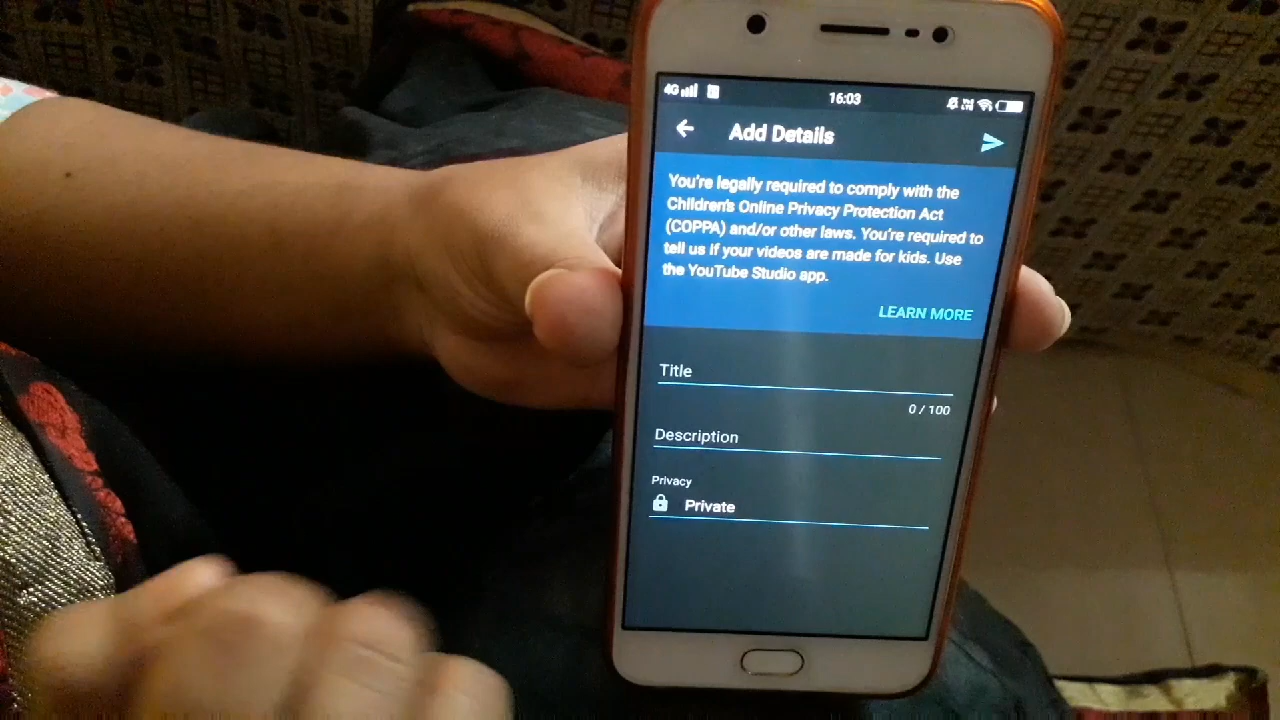 4G 16:03
Add Details
You're legally required to comply with the
Children's Online Privacy Protection Act
(COPPA) and/or other laws. You're required to
tell us if your videos are made for kids. Use
the YouTube Studio app.
LEARN MORE
Title
0 / 100
Description
Privacy
Private